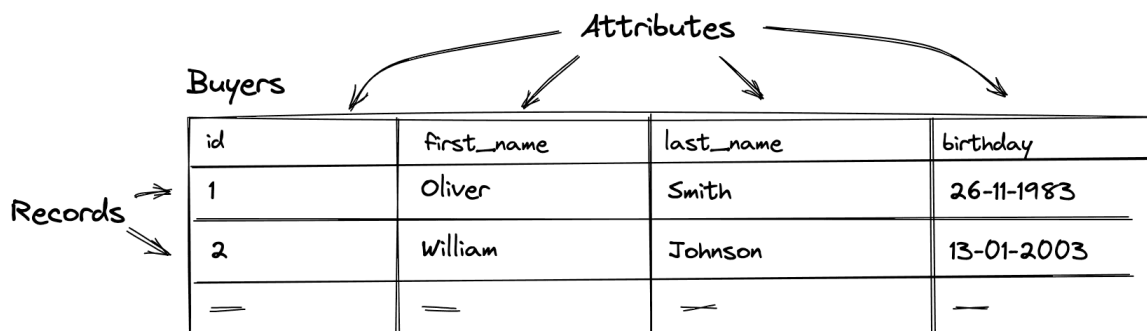 Attributes
Buyers
id first_name last_name birthday
1 Oliver Smith 26-11-1983
Records
2 William Johnson 13-01-2003